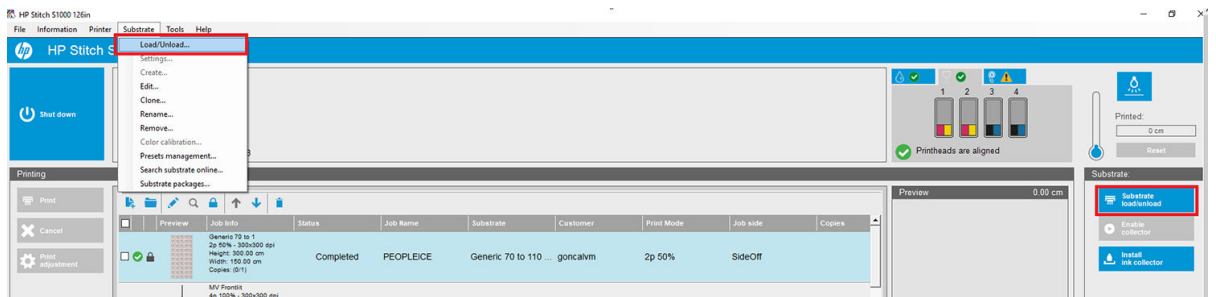 HP Stitch S1000 126in
File Information Printer Substrate Tools Help
HP Stitch S
Load/Unload...
Settings...
Create...
Edit...
Clone...
Rename...
Remove...
Color calibration...
Presets management...
Search substrate online...
Substrate packages...
Shut down
1 2 3 4
Printheads are aligned
Printed:
0 cm
Reset
Printing
Print
Cancel
Print
adjustment
Preview Job Info Status Job Name Substrate Customer Print Mode Job side Copies
Generic 70 to 1
2p 50% - 300x300 dpi
Height: 300.00 cm
Width: 150.00 cm
Copies: (0/1)
Completed PEOPLEICE Generic 70 to 110 ... goncalvm 2p 50% SideOff
MV Frontlit
4p 100% - 300x300 dpi
Preview 0.00 cm
Substrate:
Substrate
load/unload
Enable
collector
Install
ink collector